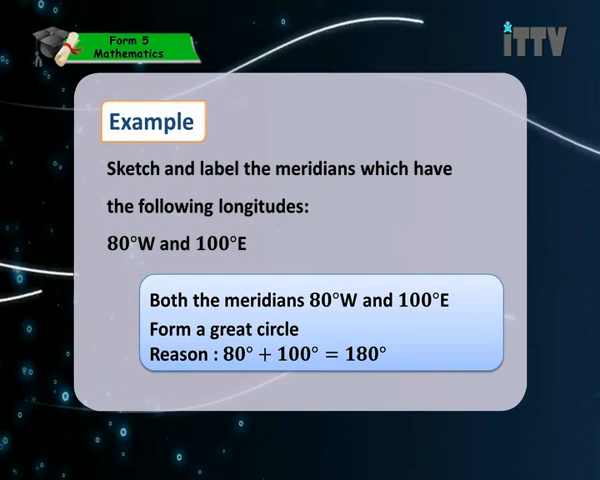 Form 5
Mathematics
iTTV
Example
Sketch and label the meridians which have
the following longitudes:
80°W and 100°E
Both the meridians 80°W and 100°E
Form a great circle
Reason : 80° + 100° = 180°